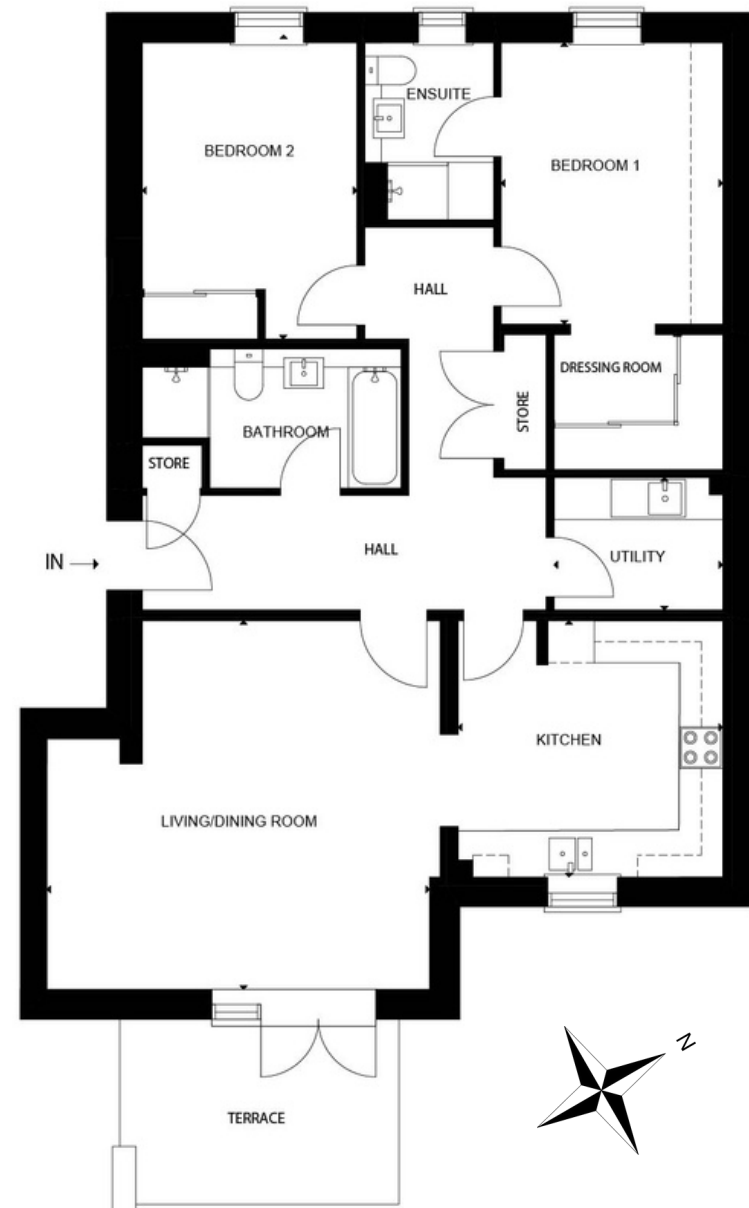 ENSUITE
BEDROOM 2
BEDROOM 1
HALL
DRESSING ROOM
STORE
BATHROOM
STORE
HALL
UTILITY
IN
KITCHEN
LIVING/DINING ROOM
N
TERRACE